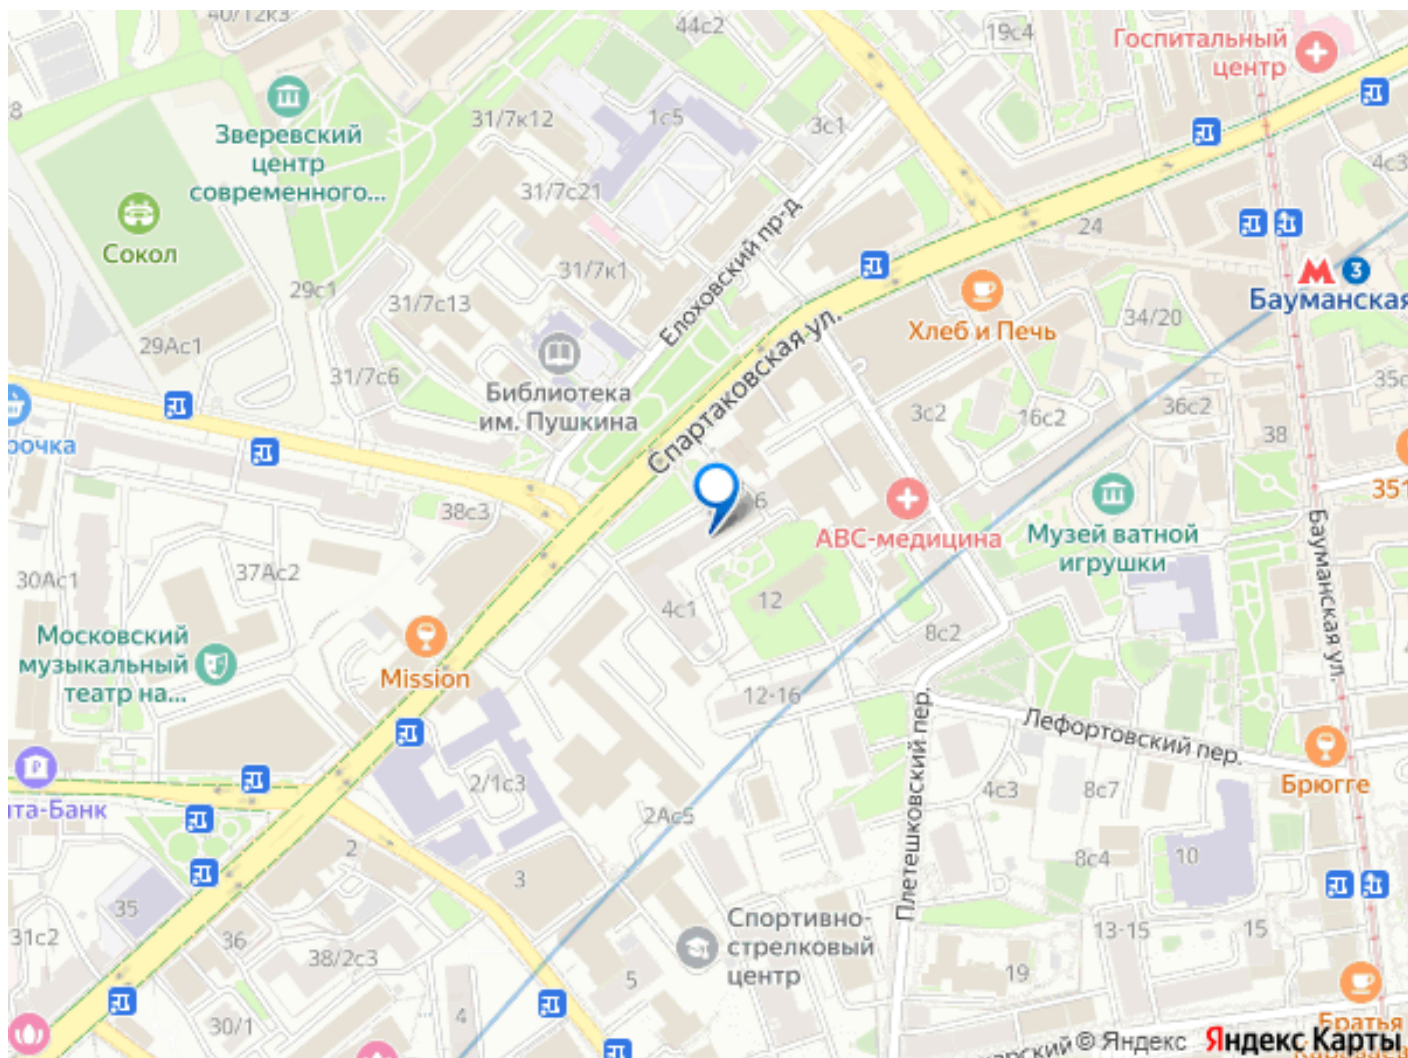 40/12к3
44с2
19с4
Госпитальный
центр
Зверевский
центр
современного...
31/7к12
1с5
3с1
4с3
31/7с21
Елоховский пр-д
24
Сокол
31/7к1
29с1
31/7с13
3
Бауманская
Хлеб и Печь
34/20
29Ас1
31/7с6
Библиотека
им. Пушкина
Спартаковская ул.
3с2
16с2
36с2
38
рочка
351
38с3
6
АВС-медицина
Музей ватной
игрушки
Бауманская ул.
30Ас1
37Ас2
4с1
12
8с2
Московский
музыкальный
театр на...
Mission
12-16
Плетешковский пер.
Лефортовский пер.
Брюгге
та-Банк
2/1с3
2Ас5
4с3
8с7
8с4
10
2
3
35
31с2
36
38/2с3
Спортивно-
стрелковый
центр
5
13-15
15
19
30/1
4
Братья
© Яндекс Яндекс Карты